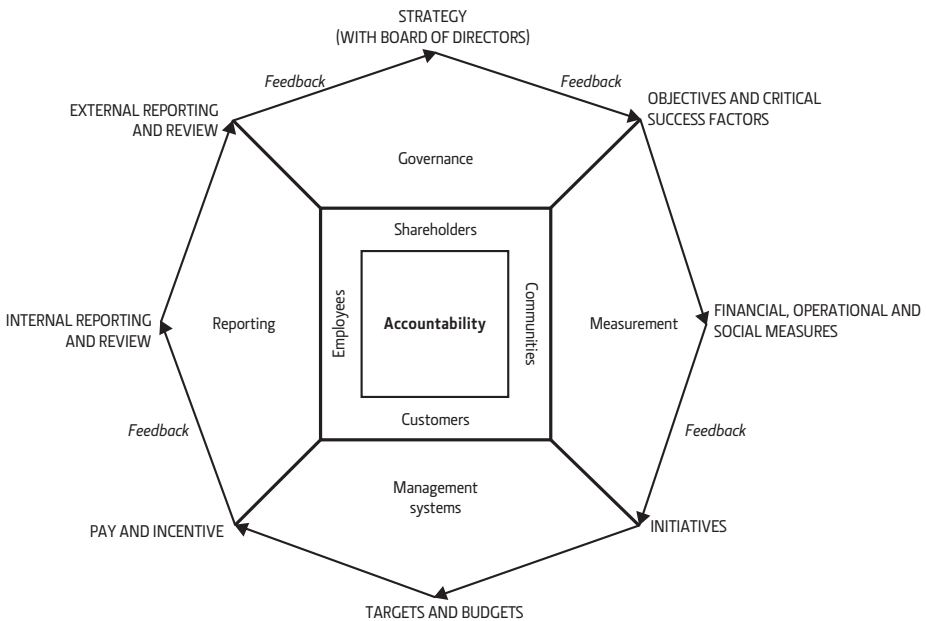 STRATEGY
(WITH BOARD OF DIRECTORS)
Feedback
Feedback
EXTERNAL REPORTING
AND REVIEW
OBJECTIVES AND CRITICAL
SUCCESS FACTORS
Governance
Shareholders
INTERNAL REPORTING
AND REVIEW
Reporting
Employees
Accountability
Communities
Measurement
FINANCIAL, OPERATIONAL AND
SOCIAL MEASURES
Customers
Feedback
Feedback
Management
systems
PAY AND INCENTIVE
INITIATIVES
TARGETS AND BUDGETS